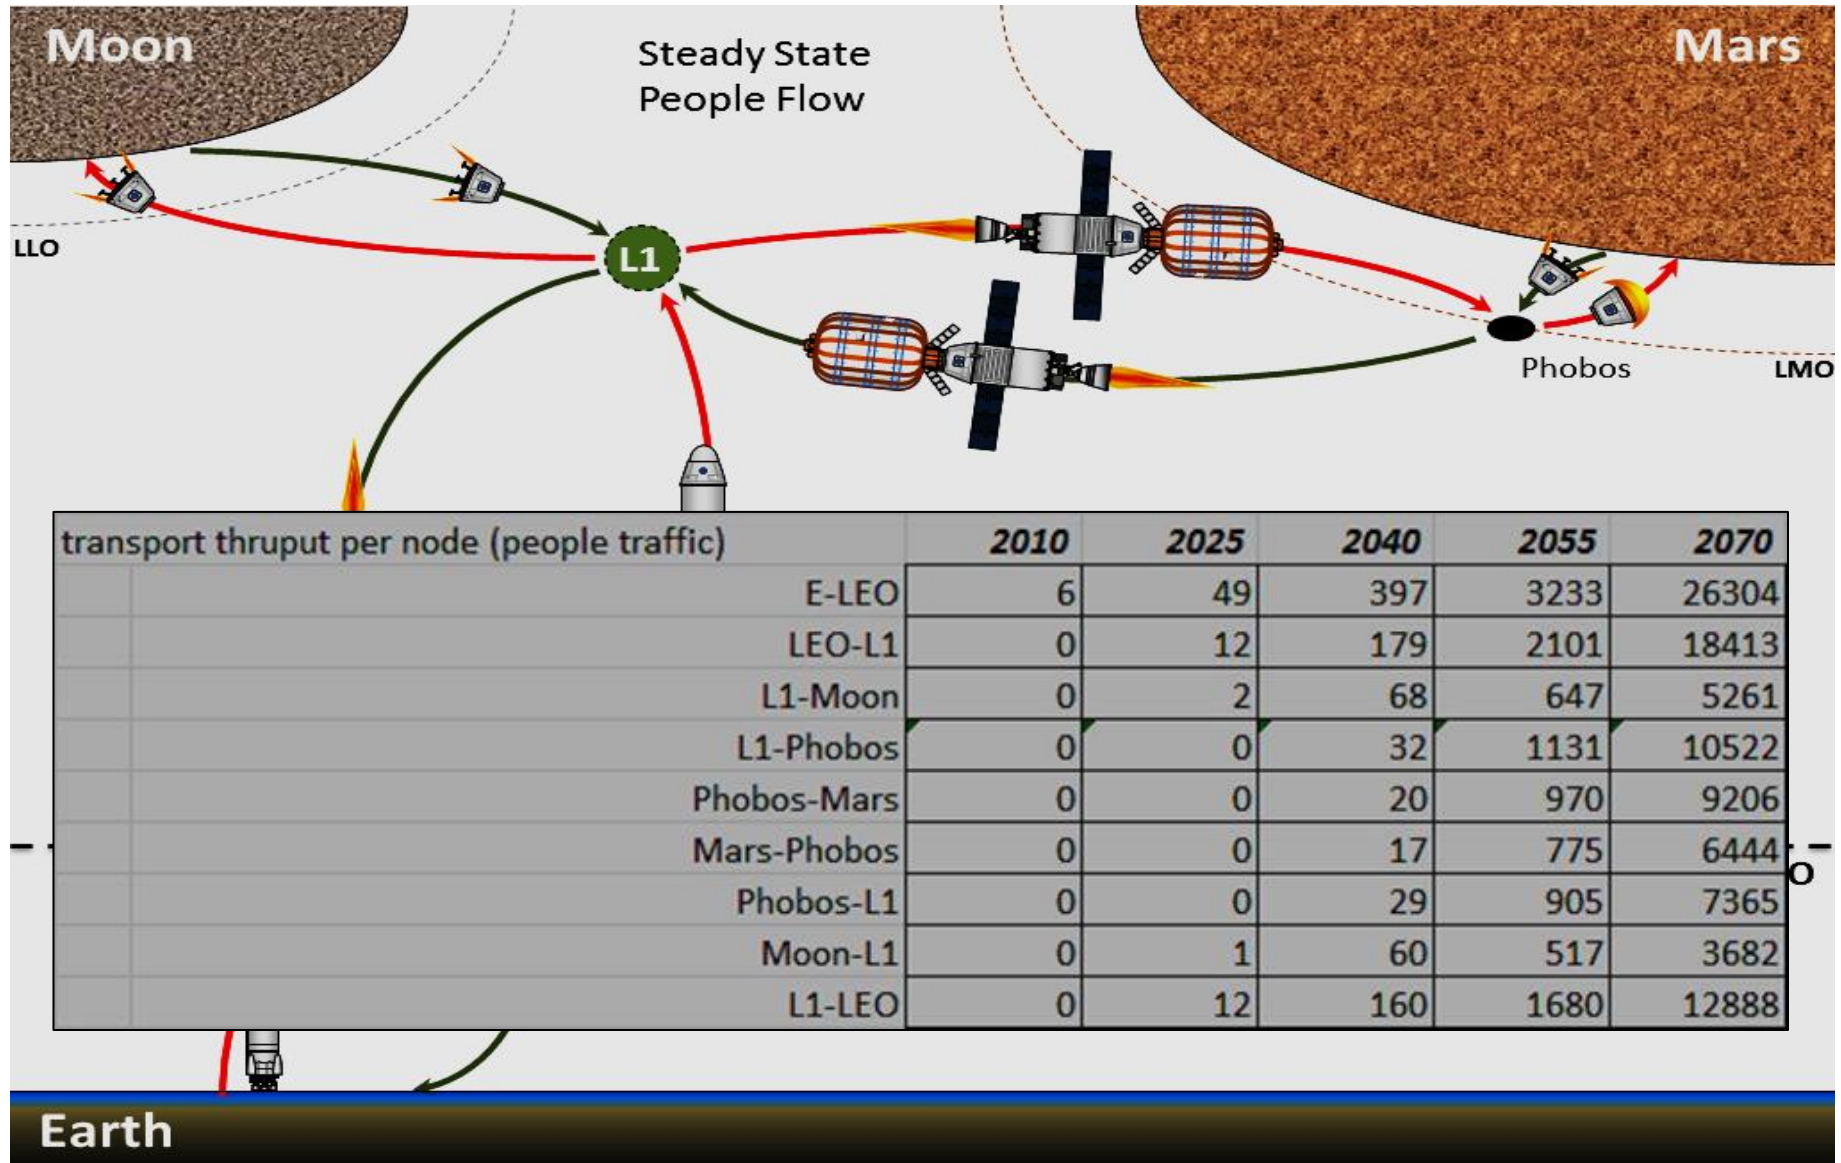 Moon
Steady State
People Flow
Mars
LLO
L1
Phobos
LMO
transport thruput per node (people traffic) 2010 2025 2040 2055 2070
E-LEO 6 49 397 3233 26304
LEO-L1 0 12 179 2101 18413
L1-Moon 0 2 68 647 5261
L1-Phobos 0 0 32 1131 10522
Phobos-Mars 0 0 20 970 9206
Mars-Phobos 0 0 17 775 6444
Phobos-L1 0 0 29 905 7365
Moon-L1 0 1 60 517 3682
L1-LEO 0 12 160 1680 12888
O
Earth